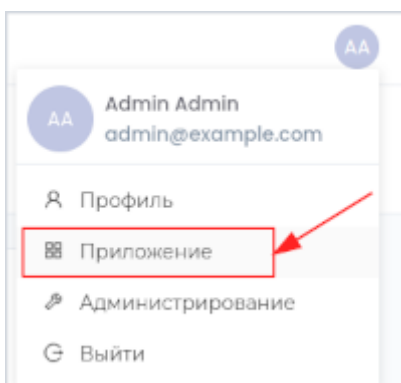 AA
AA
Admin Admin
admin@example.com
Профиль
Приложение
Администрирование
Выйти